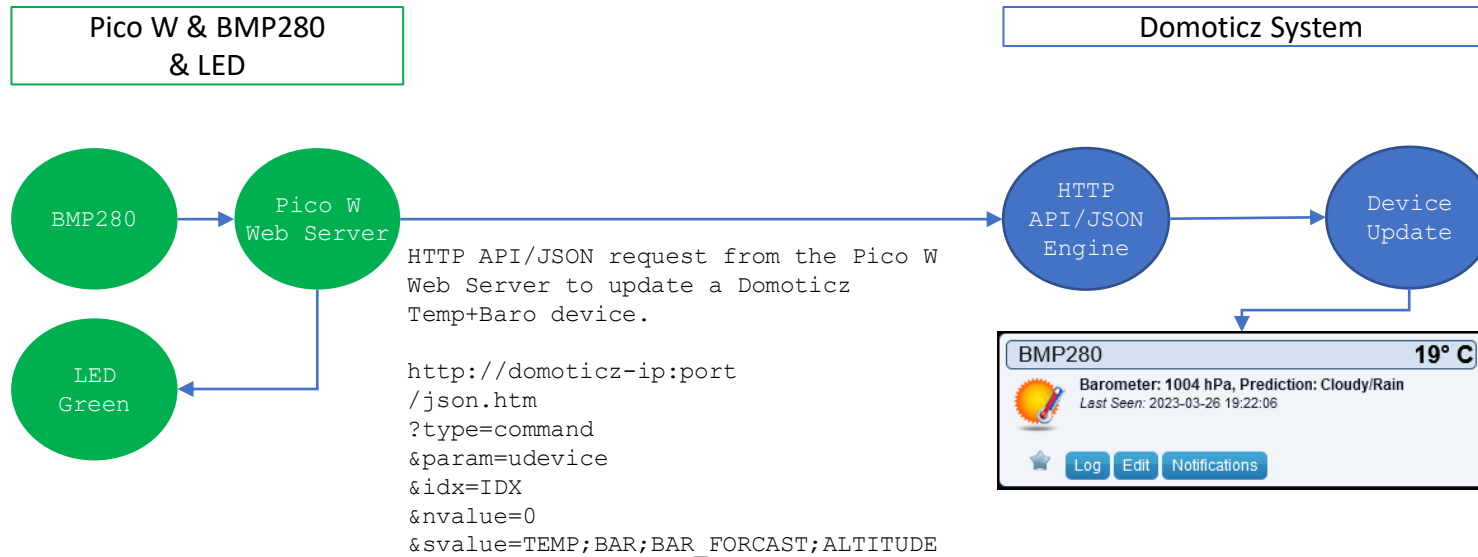 Pico W & BMP280
& LED
Domoticz System
BMP280
Pico W
Web Server
HTTP
API/JSON
Engine
Device
Update
HTTP API/JSON request from the Pico W
Web Server to update a Domoticz
Temp+Baro device.
LED
Green
http://domoticz-ip:port
/json.htm
?type=command
&param=udevice
&idx=IDX
&nvalue=0
&svalue=TEMP;BAR;BAR_FORCAST;ALTITUDE
BMP280 19° C
Barometer: 1004 hPa, Prediction: Cloudy/Rain
Last Seen: 2023-03-26 19:22:06
Log Edit Notifications